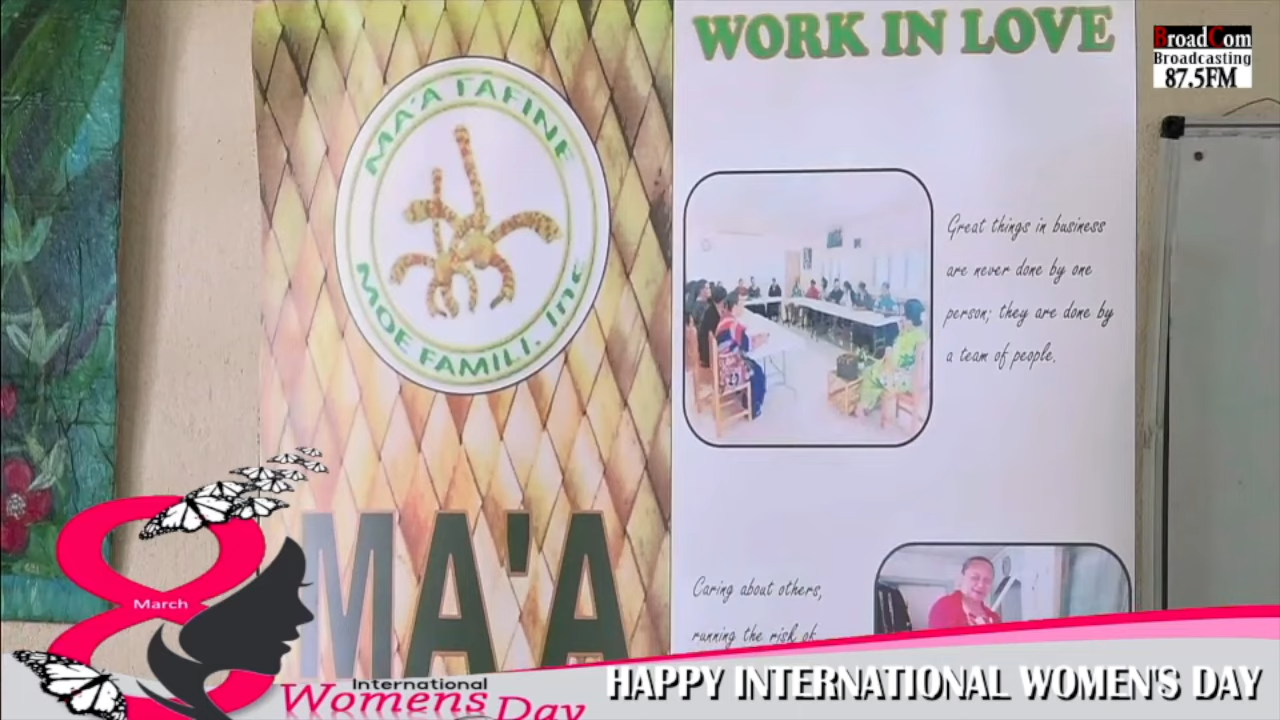 WORK IN LOVE
BroadCom
Broadcasting
87.5FM
MA'A FAFINE
MOE FAMILI. Inc
Great things in business
are never done by one
person; they are done by
a team of people.
MA'A
Caring about others,
running the risk of
8
March
International
Womens Day
HAPPY INTERNATIONAL WOMEN'S DAY